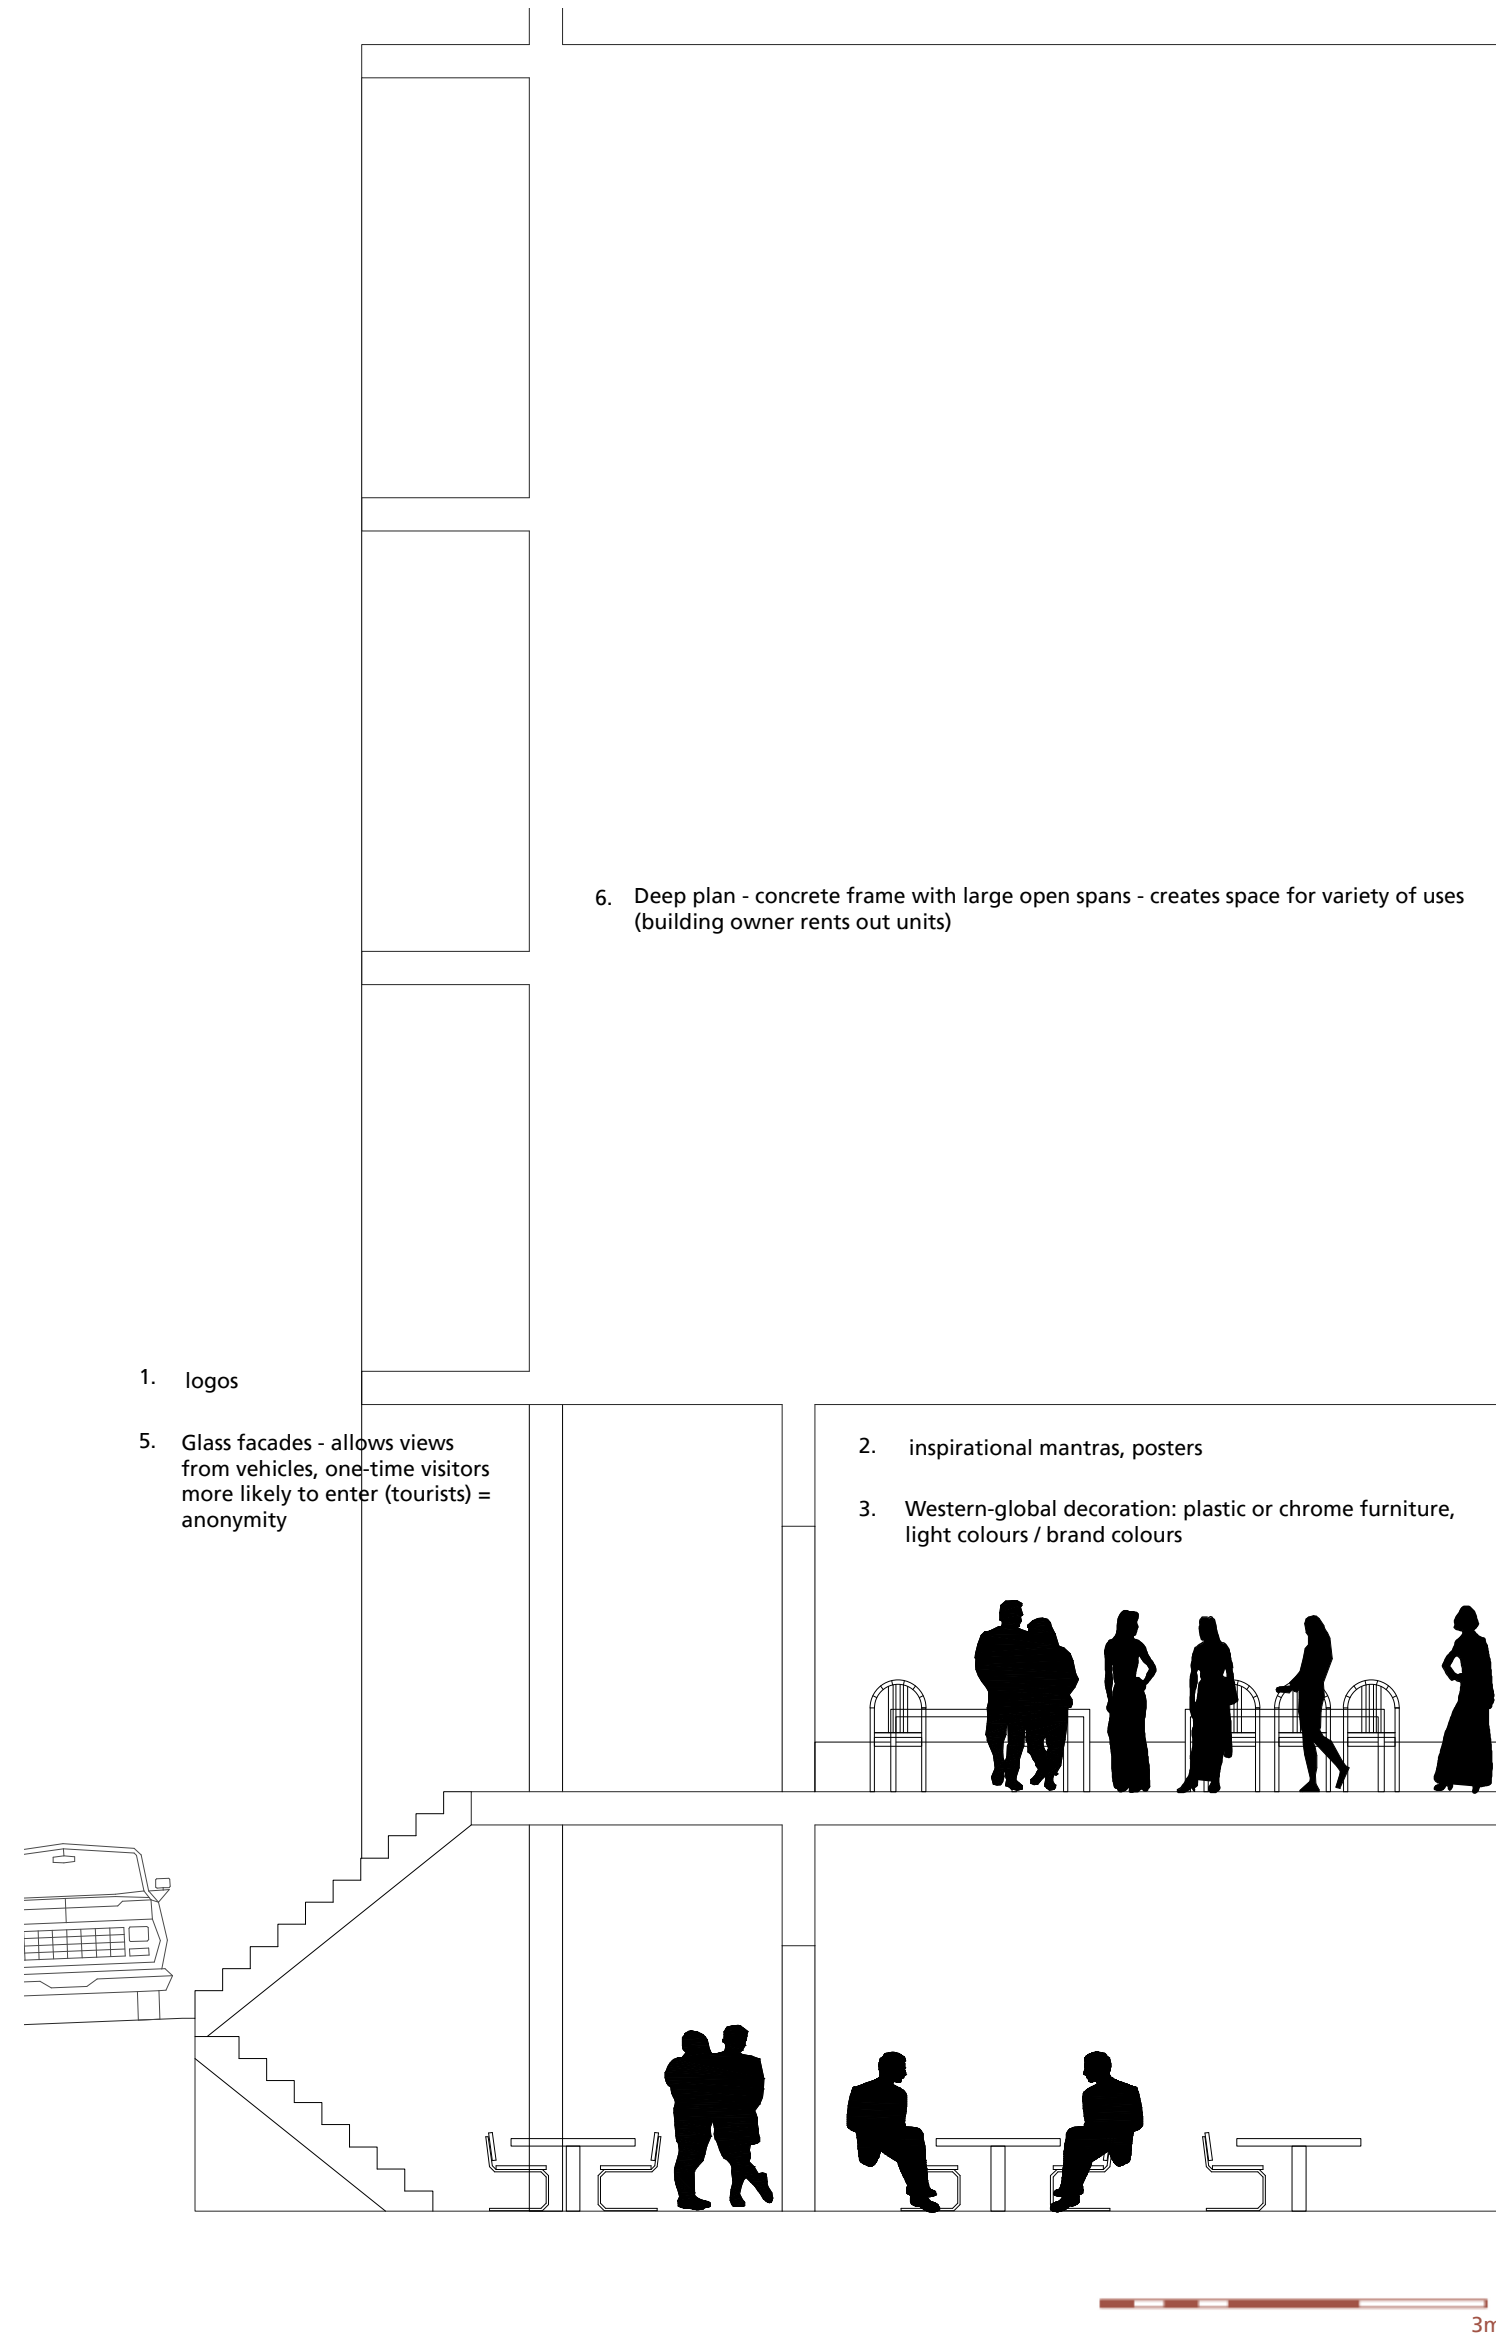 6. Deep plan - concrete frame with large open spans - creates space for variety of uses
(building owner rents out units)
1. logos
5. Glass facades - allows views
from vehicles, one-time visitors
more likely to enter (tourists) =
anonymity
2. inspirational mantras, posters
3. Western-global decoration: plastic or chrome furniture,
light colours / brand colours
3m